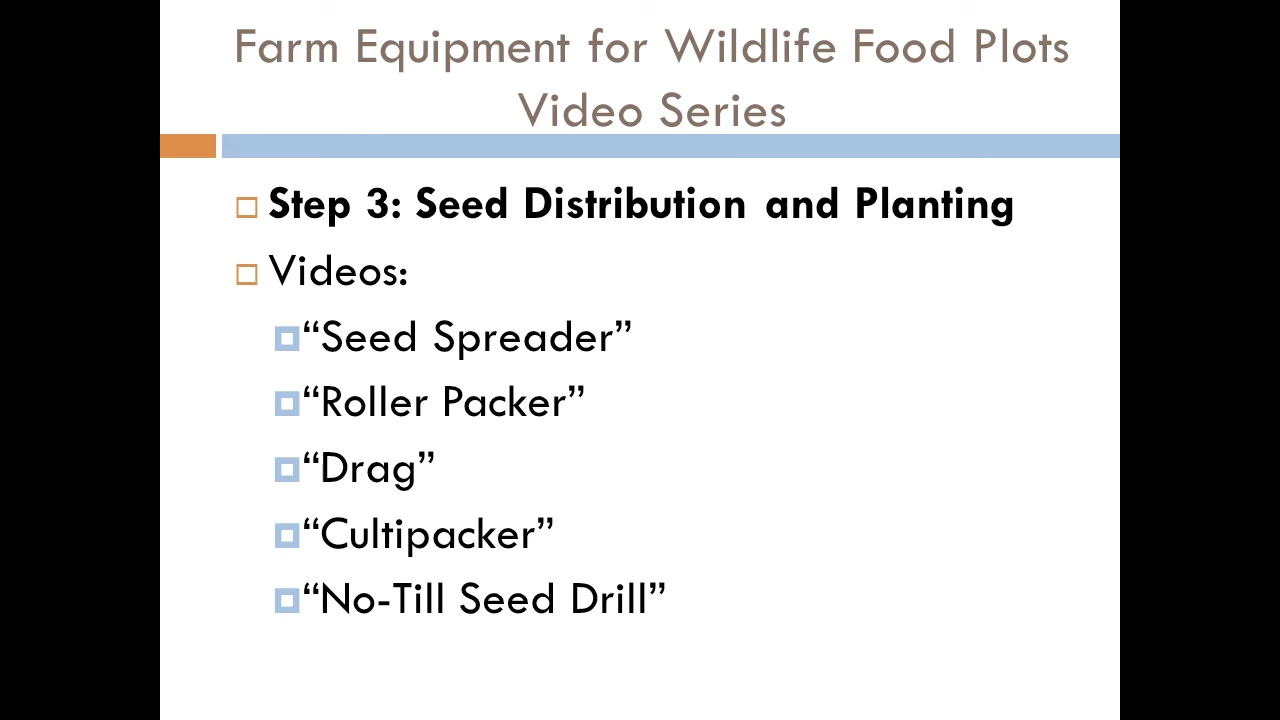 Farm Equipment for Wildlife Food Plots
Video Series
Step 3: Seed Distribution and Planting
Videos:
“Seed Spreader”
“Roller Packer”
“Drag”
“Cultipacker”
“No-Till Seed Drill”